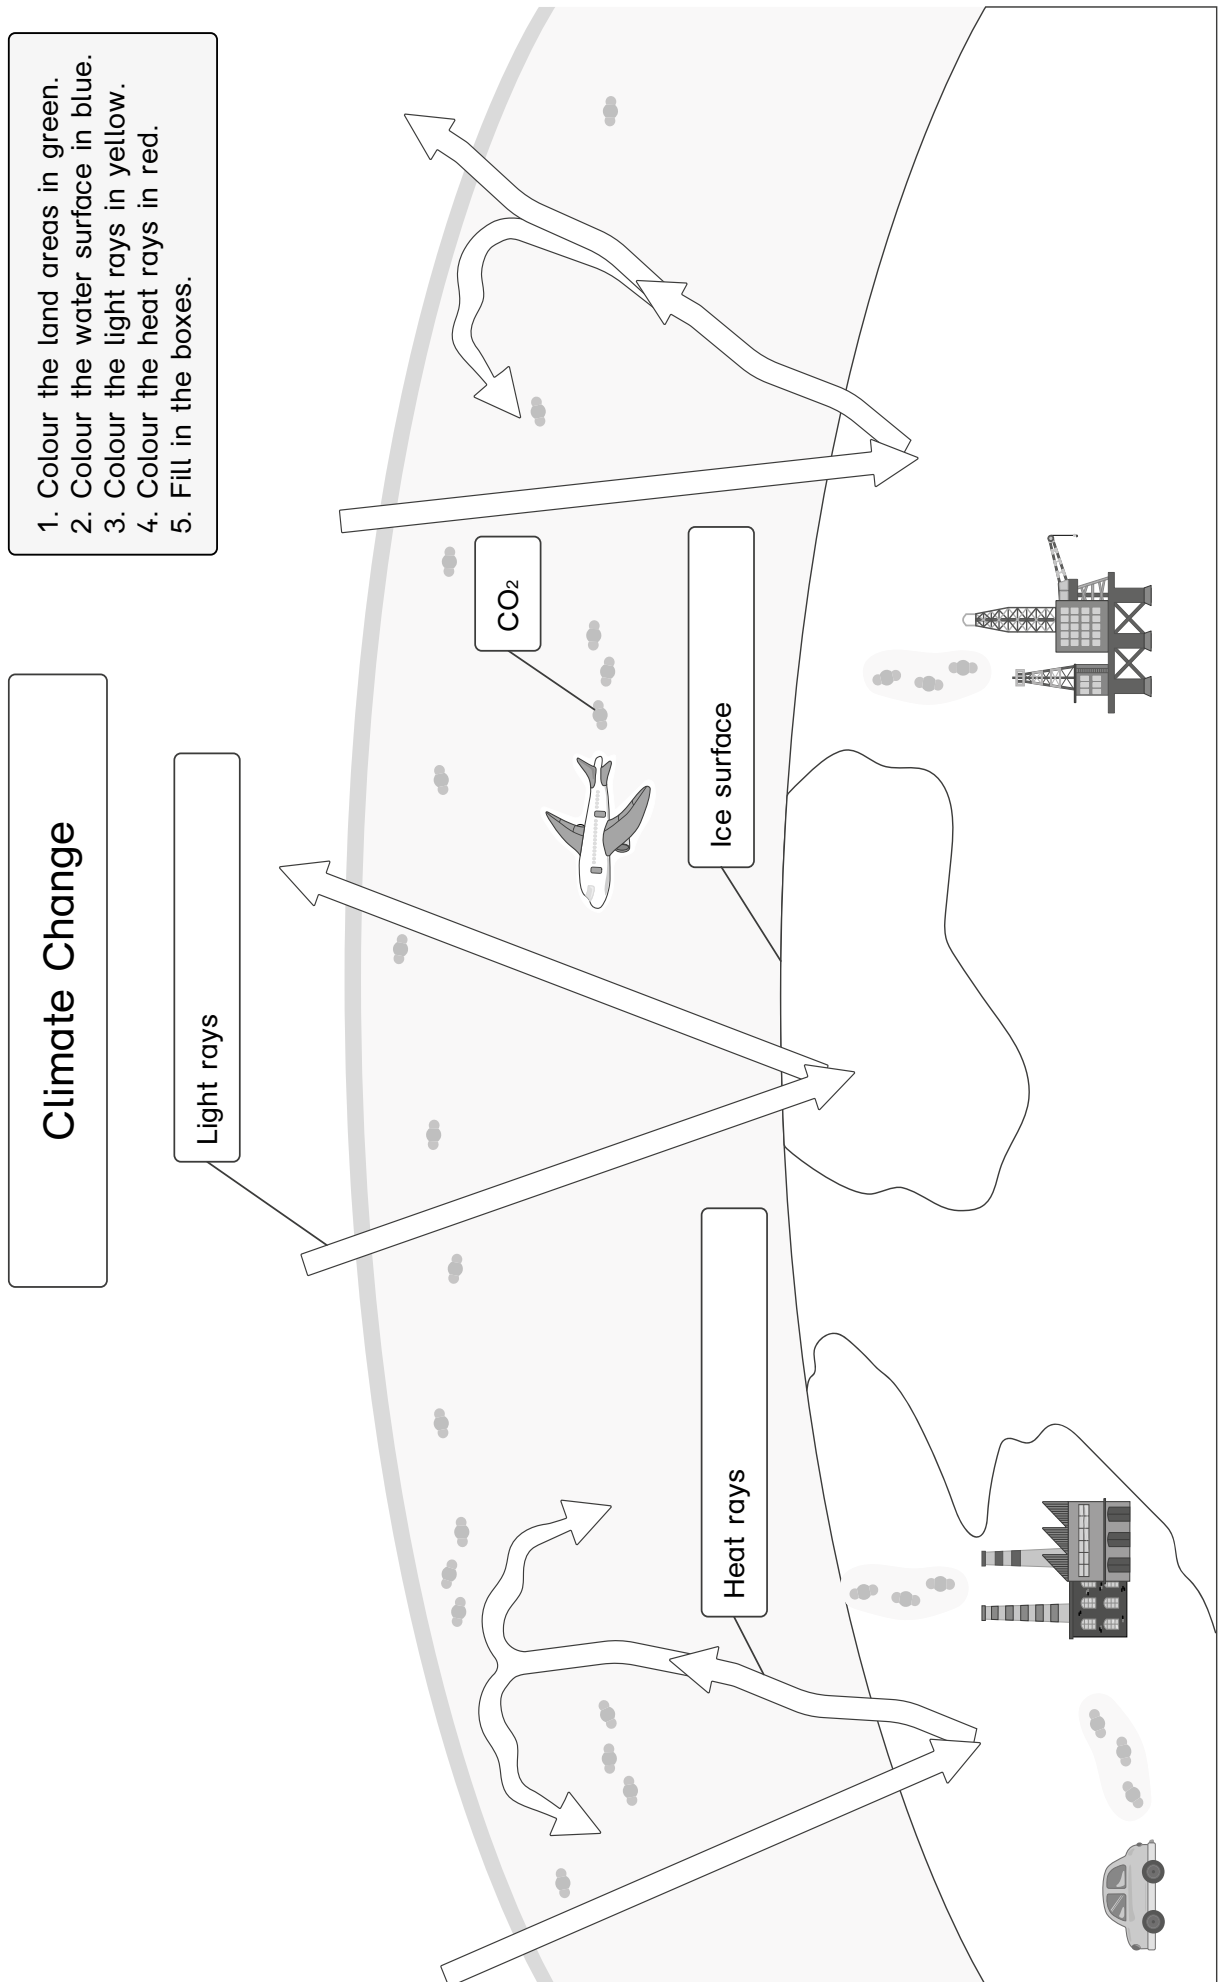 Climate Change
1. Colour the land areas in green.
2. Colour the water surface in blue.
3. Colour the light rays in yellow.
4. Colour the heat rays in red.
5. Fill in the boxes.
Light rays
CO₂
Ice surface
Heat rays